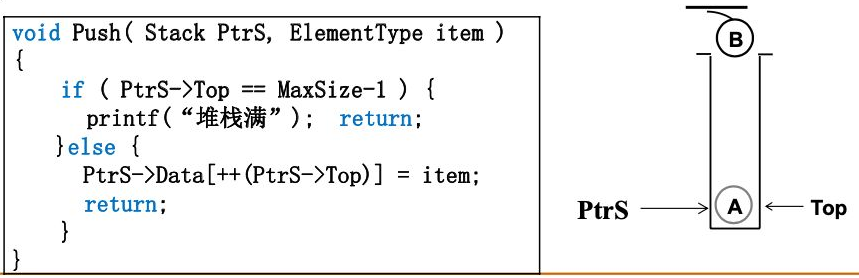 void Push( Stack PtrS, ElementType item )
{
if ( PtrS->Top == MaxSize-1 ) {
printf(“堆栈满”); return;
}else {
PtrS->Data[++(PtrS->Top)] = item;
return;
}
}
B
PtrS
A
Top